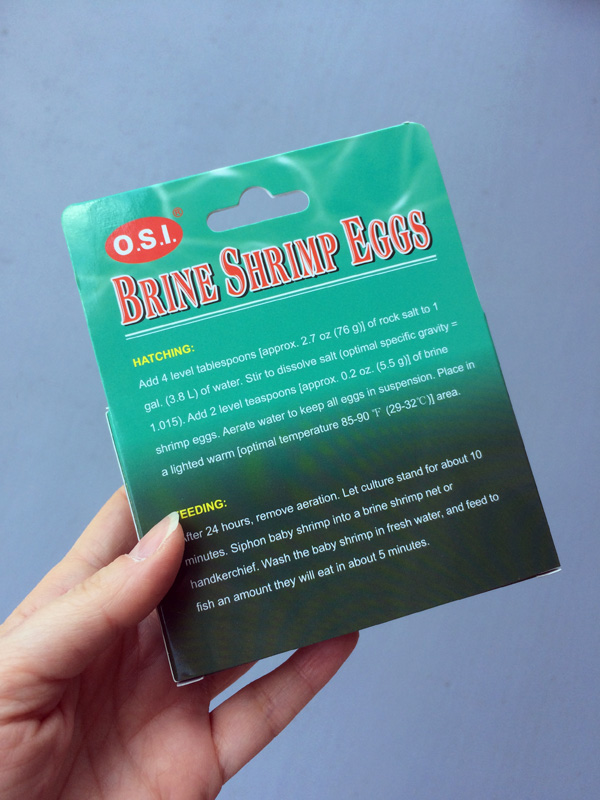 O.S.I.®
BRINE SHRIMP EGGS
HATCHING:
Add 4 level tablespoons [approx. 2.7 oz (76 g)] of rock salt to 1
gal. (3.8 L) of water. Stir to dissolve salt (optimal specific gravity =
1.015). Add 2 level teaspoons [approx. 0.2 oz. (5.5 g)] of brine
shrimp eggs. Aerate water to keep all eggs in suspension. Place in
a lighted warm [optimal temperature 85-90 ℉ (29-32℃)] area.
EEDING:
After 24 hours, remove aeration. Let culture stand for about 10
minutes. Siphon baby shrimp into a brine shrimp net or
handkerchief. Wash the baby shrimp in fresh water, and feed to
fish an amount they will eat in about 5 minutes.